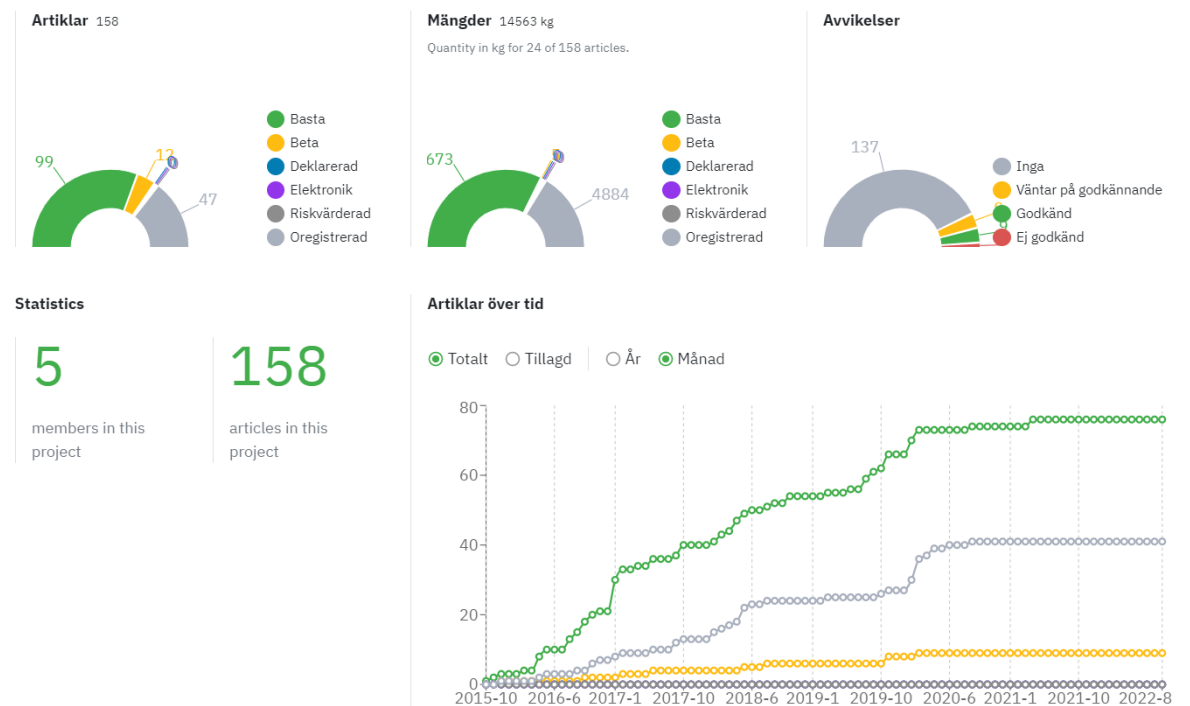 Artiklar 158
99
12
0
47
Basta
Beta
Deklarerad
Elektronik
Riskvärderad
Oregistrerad
Mängder 14563 kg
Quantity in kg for 24 of 158 articles.
673
4884
Basta
Beta
Deklarerad
Elektronik
Riskvärderad
Oregistrerad
Avvikelser
137
Inga
Väntar på godkännande
Godkänd
Ej godkänd
Statistics
5
members in this
project
158
articles in this
project
Artiklar över tid
Totalt Tillagd År Månad
80
60
40
20
0
2015-10 2016-6 2017-1 2017-10 2018-6 2019-1 2019-10 2020-6 2021-1 2021-10 2022-8